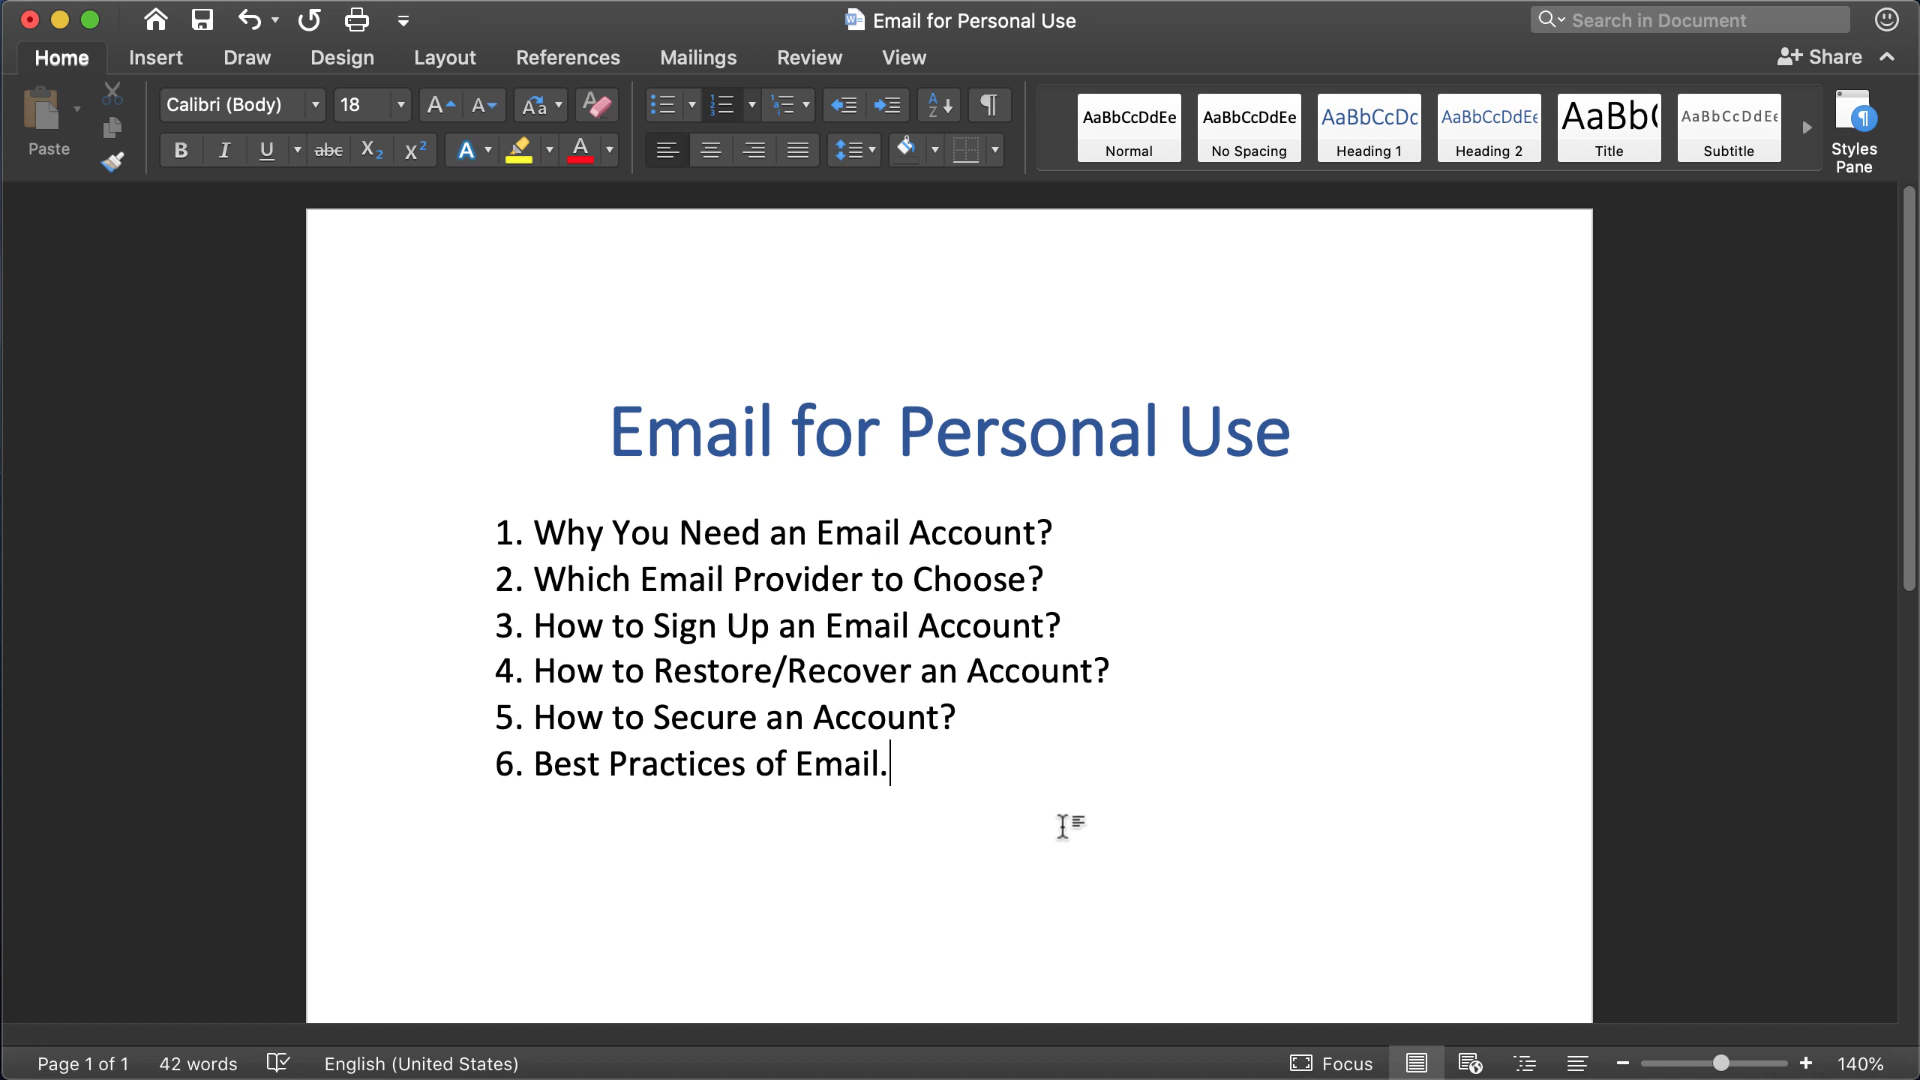 Email for Personal Use
Search in Document
Home Insert Draw Design Layout References Mailings Review View
Share
Paste
Calibri (Body) 18
AaBbCcDdEe AaBbCcDdEe AaBbCcDc AaBbCcDdEe AaBb( AaBbCcDdEe
Normal No Spacing Heading 1 Heading 2 Title Subtitle
Styles
Pane
Email for Personal Use
1. Why You Need an Email Account?
2. Which Email Provider to Choose?
3. How to Sign Up an Email Account?
4. How to Restore/Recover an Account?
5. How to Secure an Account?
6. Best Practices of Email.
Page 1 of 1 42 words English (United States) Focus 140%